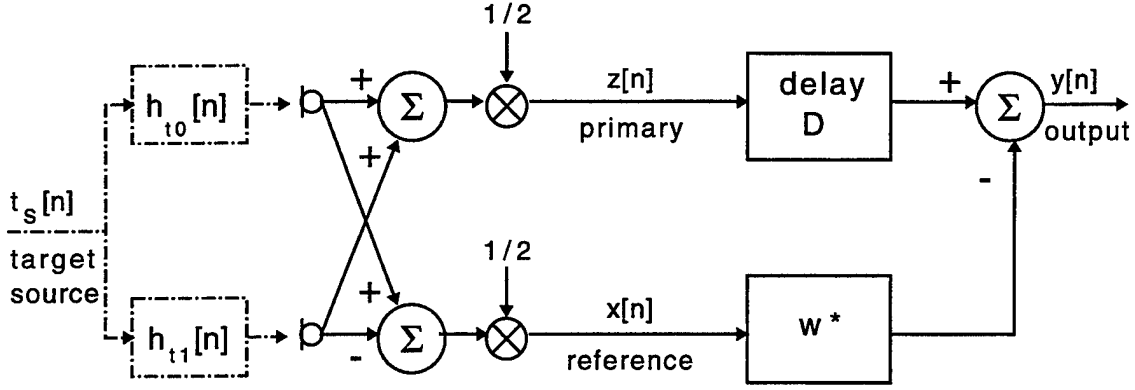 1/2
h_t0 [n]
+
Σ
z[n]
primary
delay
D
+
Σ
y[n]
output
+
-
t_s [n]
target
source
1/2
h_t1 [n]
+
-
Σ
x[n]
reference
w*